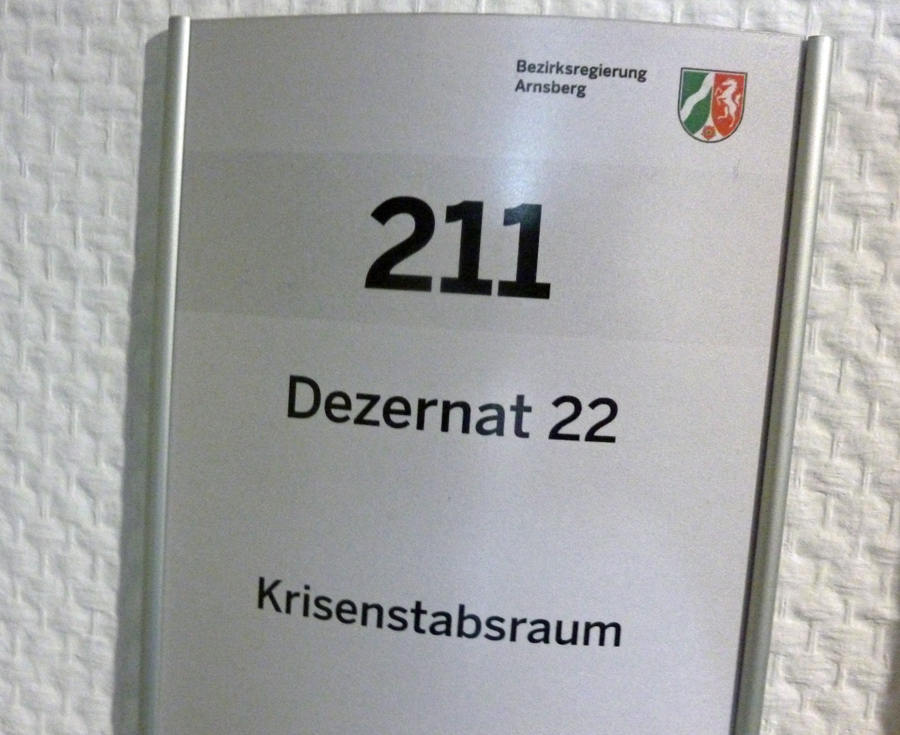 Bezirksregierung
Arnsberg
211
Dezernat 22
Krisenstabsraum